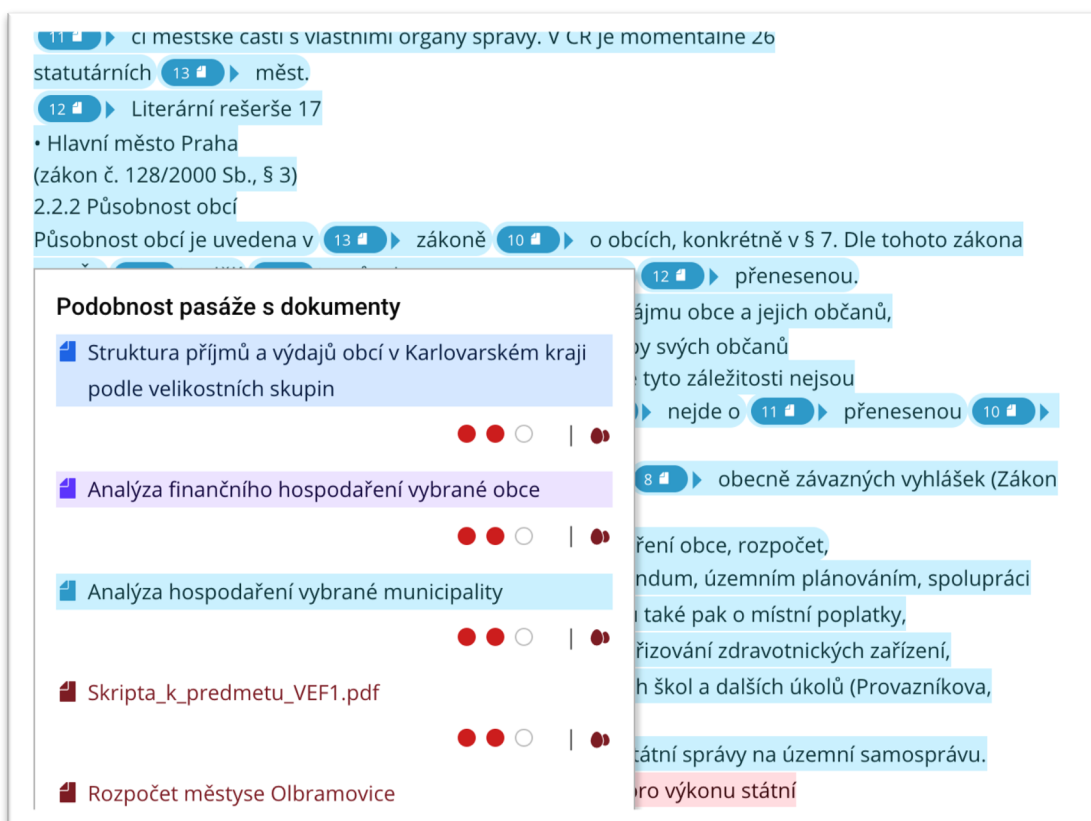 11 cí městské části s vlastními orgány správy. V ČR je momentálně 26
statutárních 13 měst.
12 Literární rešerše 17
• Hlavní město Praha
(zákon č. 128/2000 Sb., § 3)
2.2.2 Působnost obcí
Působnost obcí je uvedena v 13 zákoně 10 o obcích, konkrétně v § 7. Dle tohoto zákona
12 přenesenou.
Podobnost pasáže s dokumenty
Struktura příjmů a výdajů obcí v Karlovarském kraji
podle velikostních skupin
Analýza finančního hospodaření vybrané obce
Analýza hospodaření vybrané municipality
Skripta_k_predmetu_VEF1.pdf
Rozpočet městyse Olbramovice
ájmu obce a jejich občanů,
by svých občanů
tyto záležitosti nejsou
nejde o 11 přenesenou 10
8 obecně závazných vyhlášek (Zákon
ření obce, rozpočet,
ndum, územním plánováním, spolupráci
také pak o místní poplatky,
řizování zdravotnických zařízení,
h škol a dalších úkolů (Provazníkova,
tátní správy na územní samosprávu.
pro výkonu státní